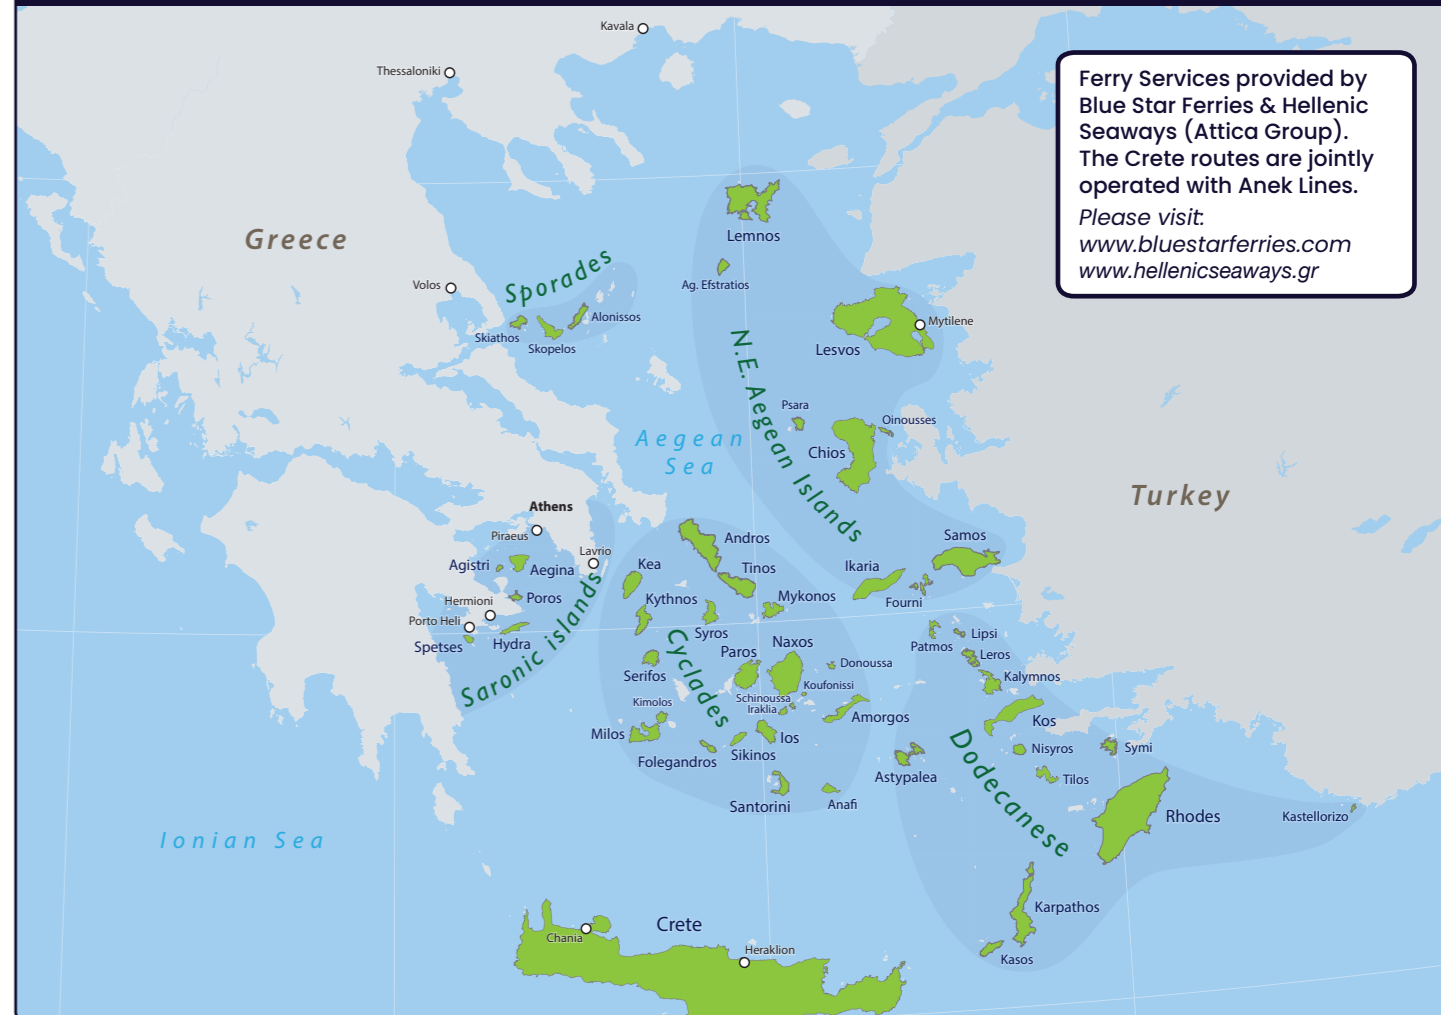 Kavala
Thessaloniki
Ferry Services provided by
Blue Star Ferries & Hellenic
Seaways (Attica Group).
The Crete routes are jointly
operated with Anek Lines.
Please visit:
www.bluestarferries.com
www.hellenicseaways.gr
Greece
Lemnos
Sporades
Volos
Ag. Efstratios
Alonissos
Skiathos
Skopelos
Mytilene
Lesvos
N.E. Aegean Islands
Psara
Oinousses
Chios
Aegean
Sea
Turkey
Athens
Piraeus
Lavrio
Agistri
Aegina
Poros
Hermioni
Porto Heli
Spetses
Hydra
Saronic islands
Andros
Kea
Tinos
Kythnos
Mykonos
Syros
Ikaria
Samos
Fourni
Cyclades
Paros
Naxos
Serifos
Donoussa
Koufonissi
Schinoussa
Iraklia
Kimolos
Amorgos
Milos
Ios
Folegandros
Sikinos
Santorini
Anafi
Patmos
Lipsi
Leros
Kalymnos
Kos
Astypalea
Dodecanese
Nisyros
Symi
Tilos
Rhodes
Kastellorizo
Ionian Sea
Karpathos
Kasos
Crete
Chania
Heraklion